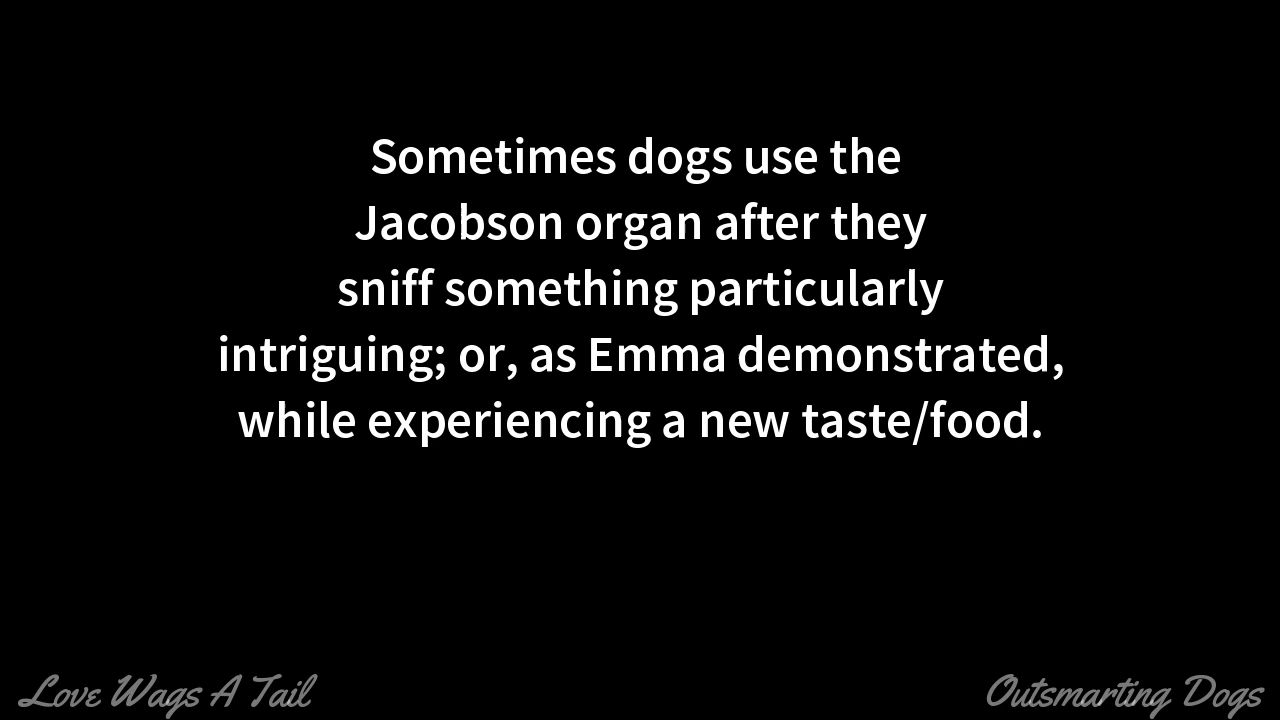 Sometimes dogs use the
Jacobson organ after they
sniff something particularly
intriguing; or, as Emma demonstrated,
while experiencing a new taste/food.
Love Wags A Tail
Outsmarting Dogs